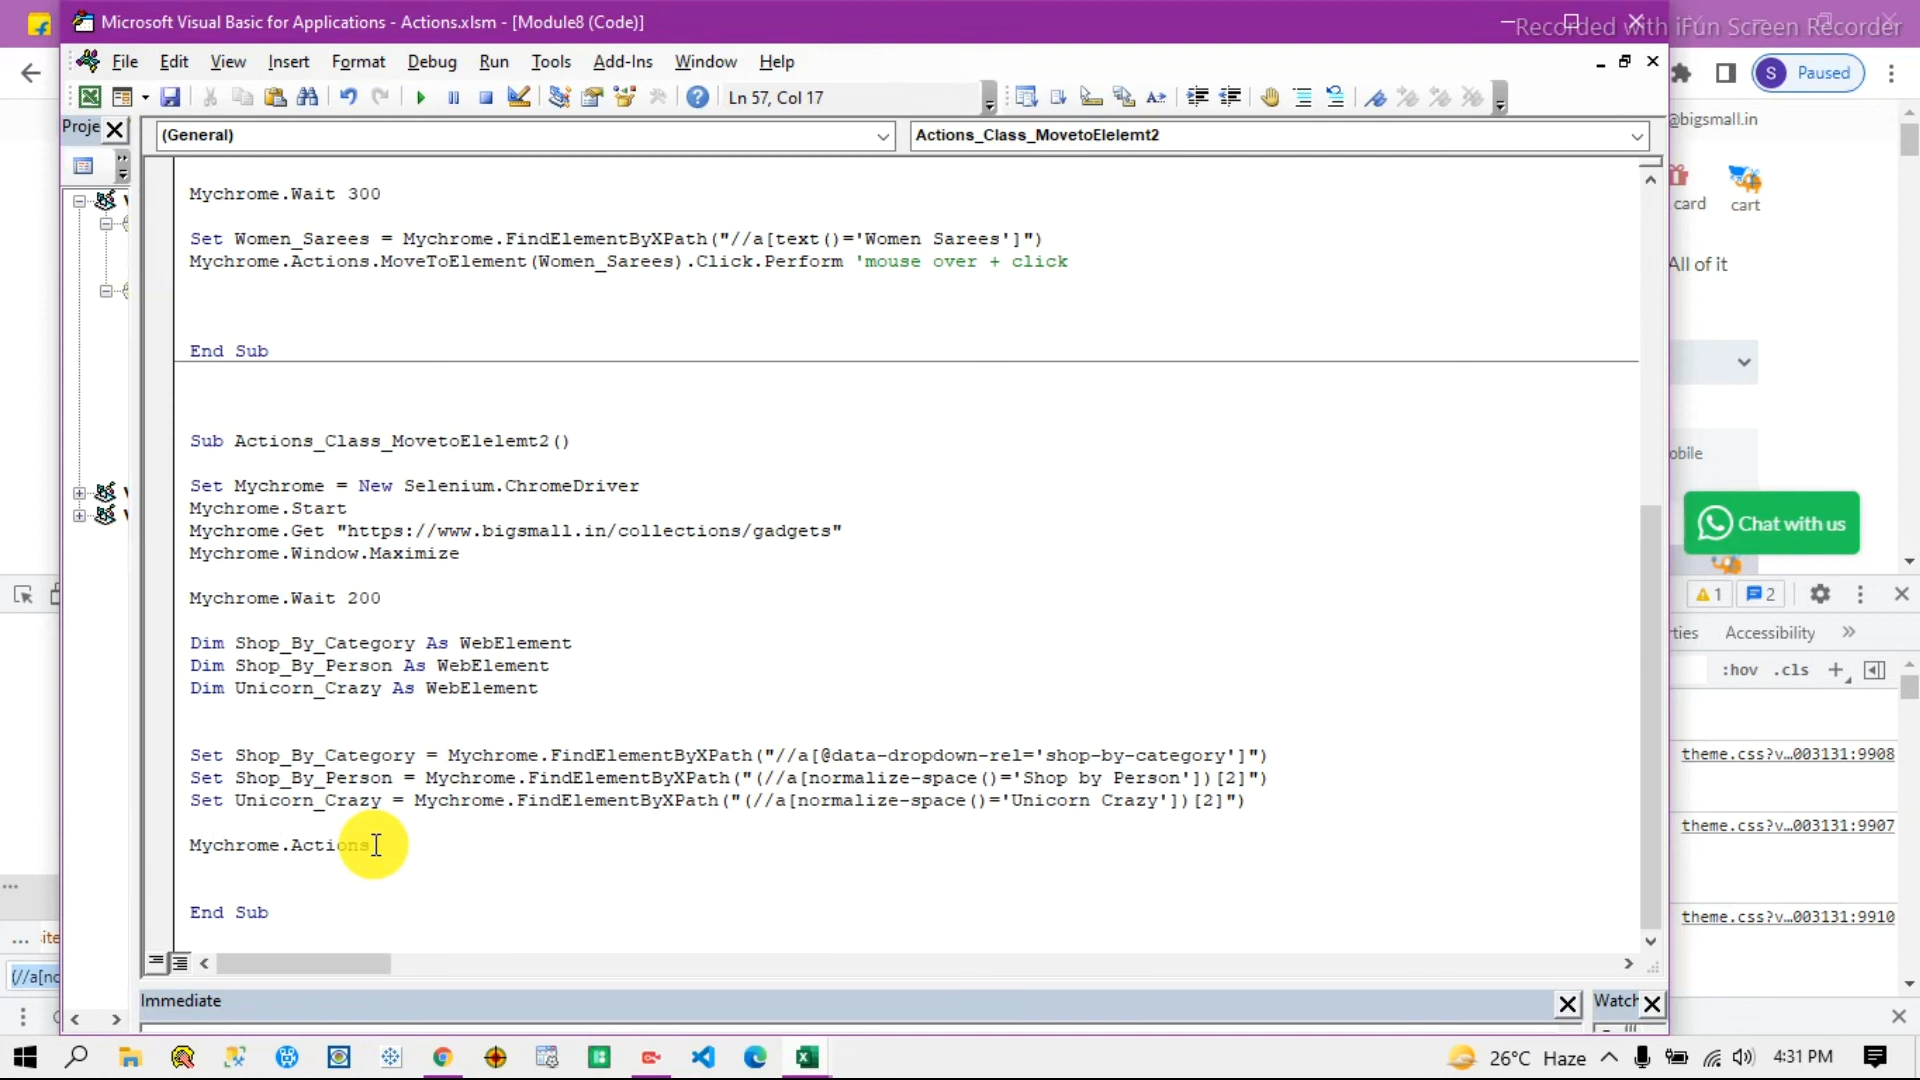 Microsoft Visual Basic for Applications - Actions.xlsm - [Module8 (Code)]
Recorded with iFun Screen Recorder
File Edit View Insert Format Debug Run Tools Add-Ins Window Help
S Paused
Ln 57, Col 17
Proje
(General)
Actions_Class_MovetoElelemt2
@bigsmall.in
card
cart
All of it
obile
Chat with us
Mychrome.Wait 300
Set Women_Sarees = Mychrome.FindElementByXPath("//a[text()='Women Sarees']")
Mychrome.Actions.MoveToElement(Women_Sarees).Click.Perform 'mouse over + click
End Sub
Sub Actions_Class_MovetoElelemt2()
Set Mychrome = New Selenium.ChromeDriver
Mychrome.Start
Mychrome.Get "https://www.bigsmall.in/collections/gadgets"
Mychrome.Window.Maximize
Mychrome.Wait 200
Dim Shop_By_Category As WebElement
Dim Shop_By_Person As WebElement
Dim Unicorn_Crazy As WebElement
Set Shop_By_Category = Mychrome.FindElementByXPath("//a[@data-dropdown-rel='shop-by-category']")
Set Shop_By_Person = Mychrome.FindElementByXPath("(//a[normalize-space()='Shop by Person'])[2]")
Set Unicorn_Crazy = Mychrome.FindElementByXPath("(//a[normalize-space()='Unicorn Crazy'])[2]")
Mychrome.Actions
End Sub
1 2
rties Accessibility »
:hov .cls +
theme.css?v…003131:9908
theme.css?v…003131:9907
theme.css?v…003131:9910
... ite
(//a[no
Immediate
Watch
26°C Haze
4:31 PM